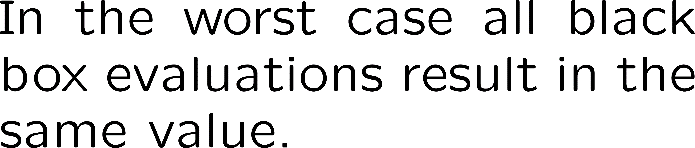 In the worst case all black
box evaluations result in the
same value.